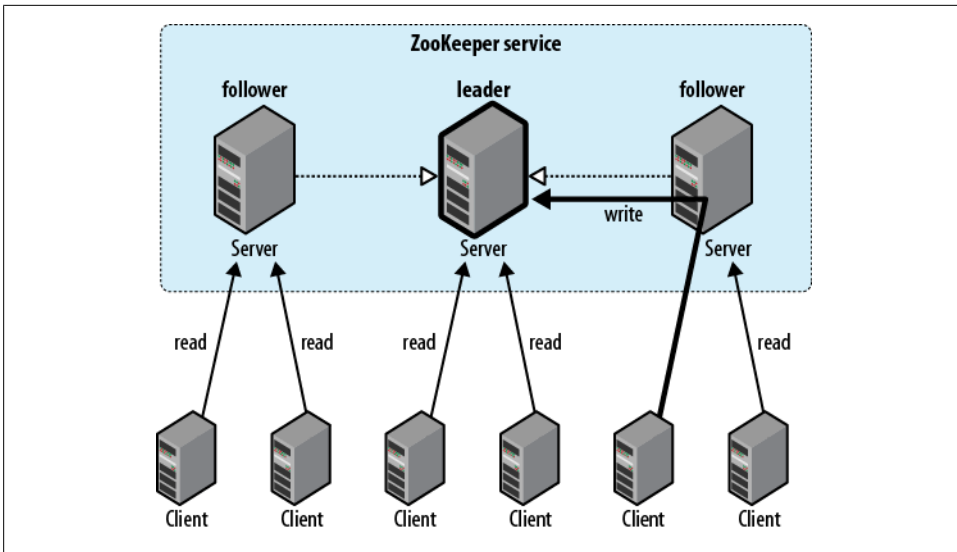 ZooKeeper service
follower
leader
follower
write
Server
Server
Server
read
read
read
read
read
Client
Client
Client
Client
Client
Client